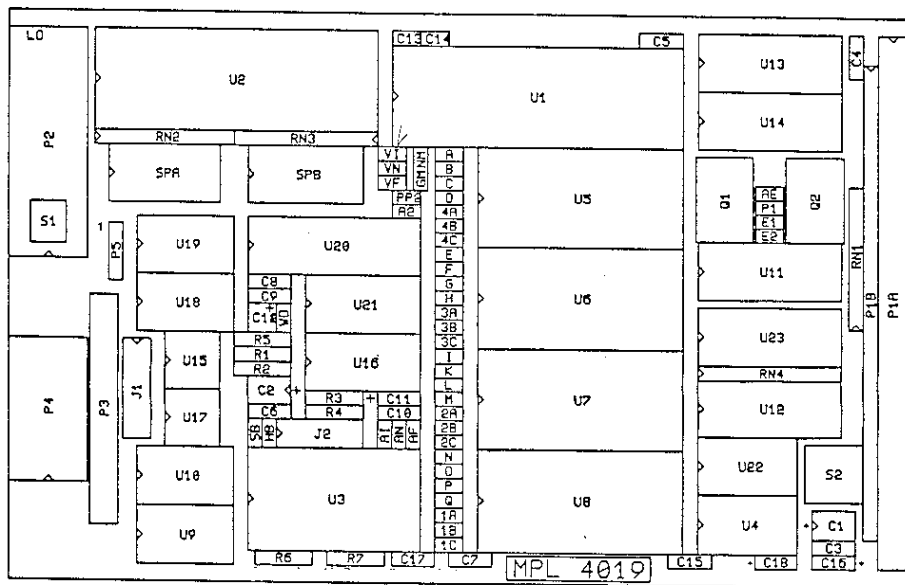 LO
C13 C14
C5
U2
U1
U13
C4
P2
U14
RN2
RN3
SPA
SPB
VI
VN
VF
GM NM
PP2
A2
A
B
C
D
4A
4B
4C
E
F
G
H
3A
3B
3C
I
K
L
M
2A
2B
2C
N
O
P
Q
1A
1B
1C
U5
U6
U7
U8
Q1
AE
P1
E1
E2
Q2
S1
1
P5
U19
U20
U11
RN1
P1B
P1A
U18
C8
C9
+
VO
U21
U23
U15
R5
R1
R2
U16
RN4
P4
P3
J1
C2
+
R3
R4
+
C11
C10
U12
U17
C6
SB
HB
J2
AI
AN
AF
U10
U3
U22
S2
U9
U4
+
C1
C3
R6
R7
C17
C7
MPL 4019
C15
C18
C16
+